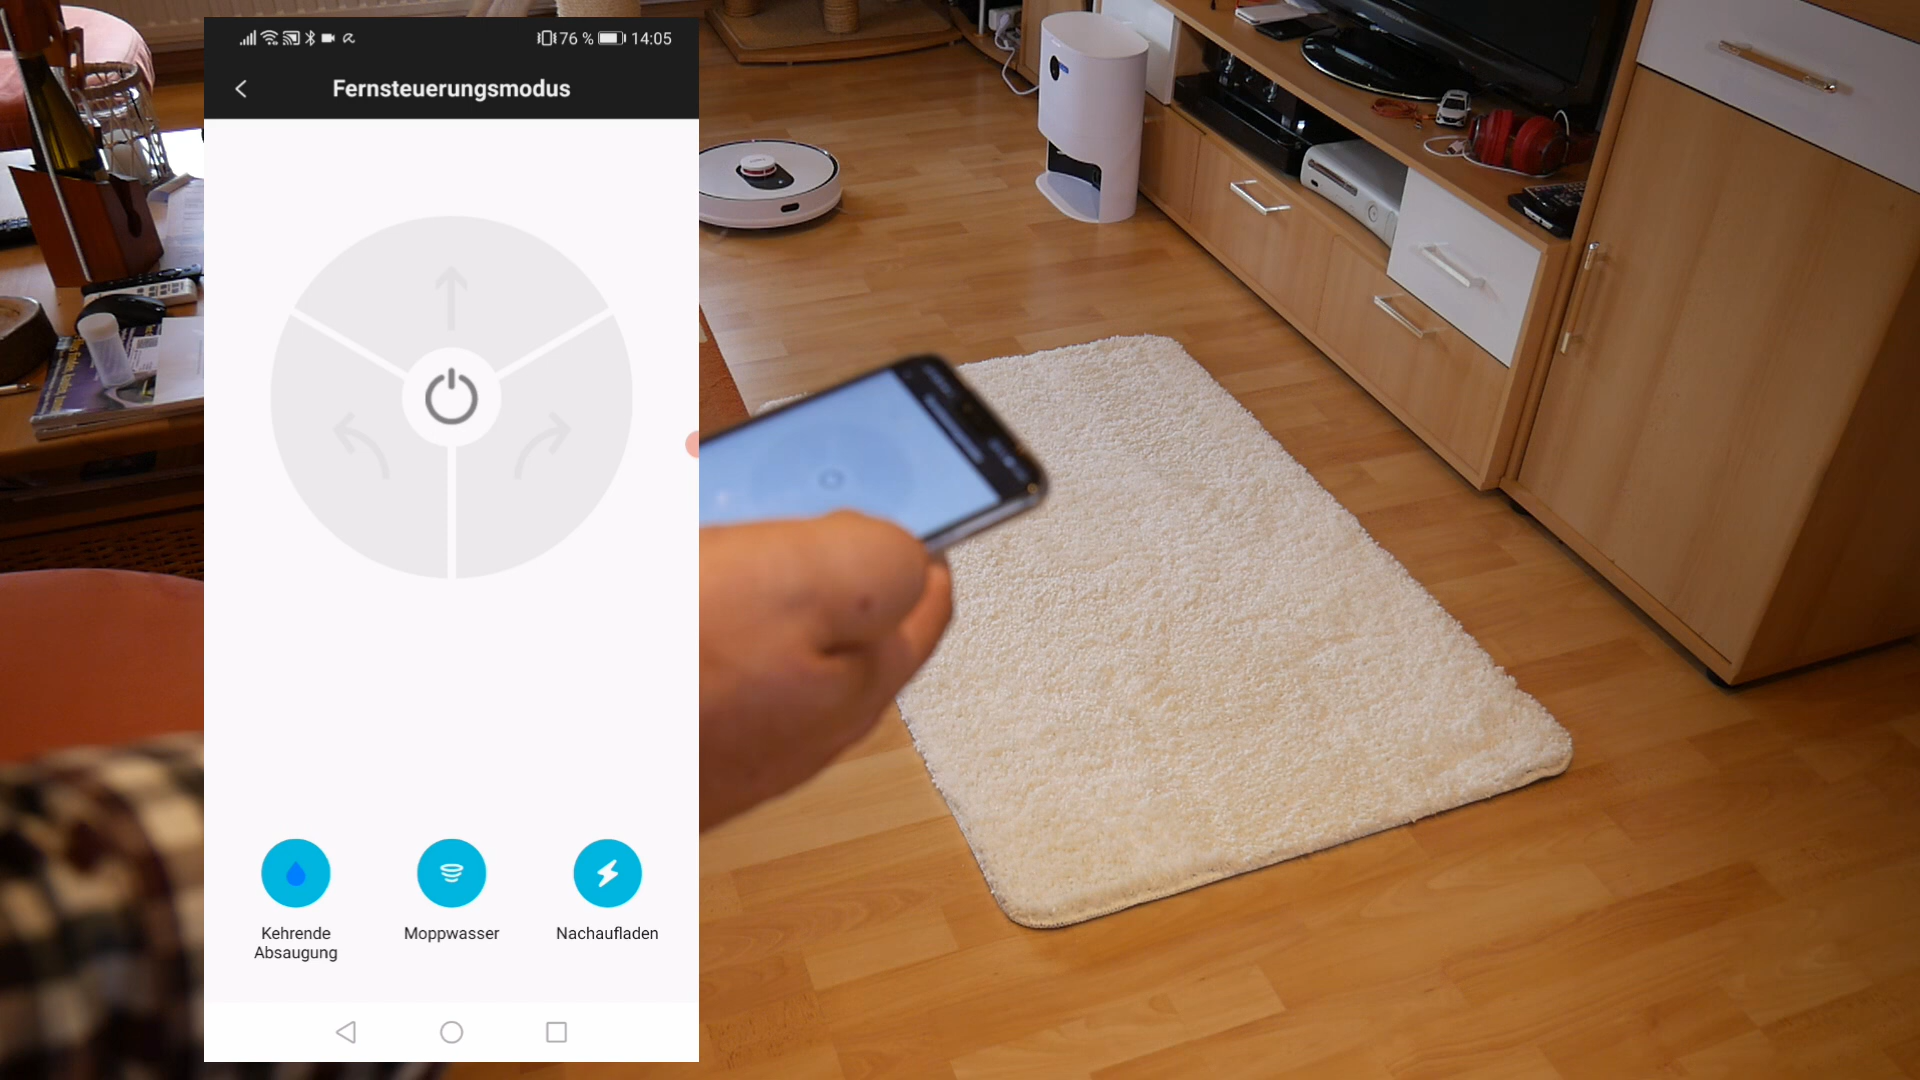 76 % 14:05
Fernsteuerungsmodus
Kehrende
Absaugung
Moppwasser
Nachaufladen